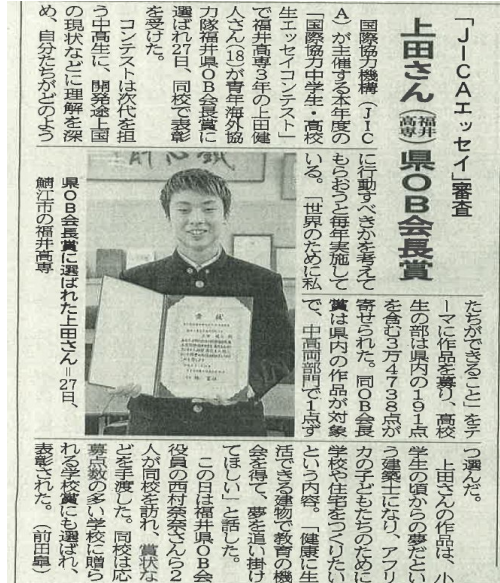 「JICAエッセイ」審査
上田さん(福井高専)県OB会長賞
国際協力機構(JIC
A)が主催する本年度の
「国際協力中学生・高校
生エッセイコンテスト」
で福井高専3年の上田健
人さん(18)が青年海外協
力隊福井県OB会長賞に
選ばれ27日、同校で表彰
を受けた。
コンテストは次代を担
う中高生に、開発途上国
の現状などに理解を深
め、自分たちがどのよう
に行動すべきかを考えて
もらおうと毎年実施して
いる。「世界のために私
県OB会長賞に選ばれた上田さん=27日、
鯖江市の福井高専
賞状
たちができること」をテ
ーマに作品を募り、高校
生の部は県内の191点
を含む3万4738点が
寄せられた。同OB会長
賞は県内の作品が対象
で、中高両部門で1点ず
つ選んだ。
上田さんの作品は、小
学生の頃からの夢だとい
う建築士になり、アフリ
カの子どもたちのために
学校や住宅をつくりたい
という内容。「健康に生
活できる建物で教育の機
会を得て、夢を追い掛け
てほしい」と話した。
この日は福井県OB会
役員の西村奈奈さんら2
人が同校を訪れ、賞状な
どを手渡した。同校は応
募点数の多い学校に贈ら
れる学校賞にも選ばれ、
表彰された。(前田皐)